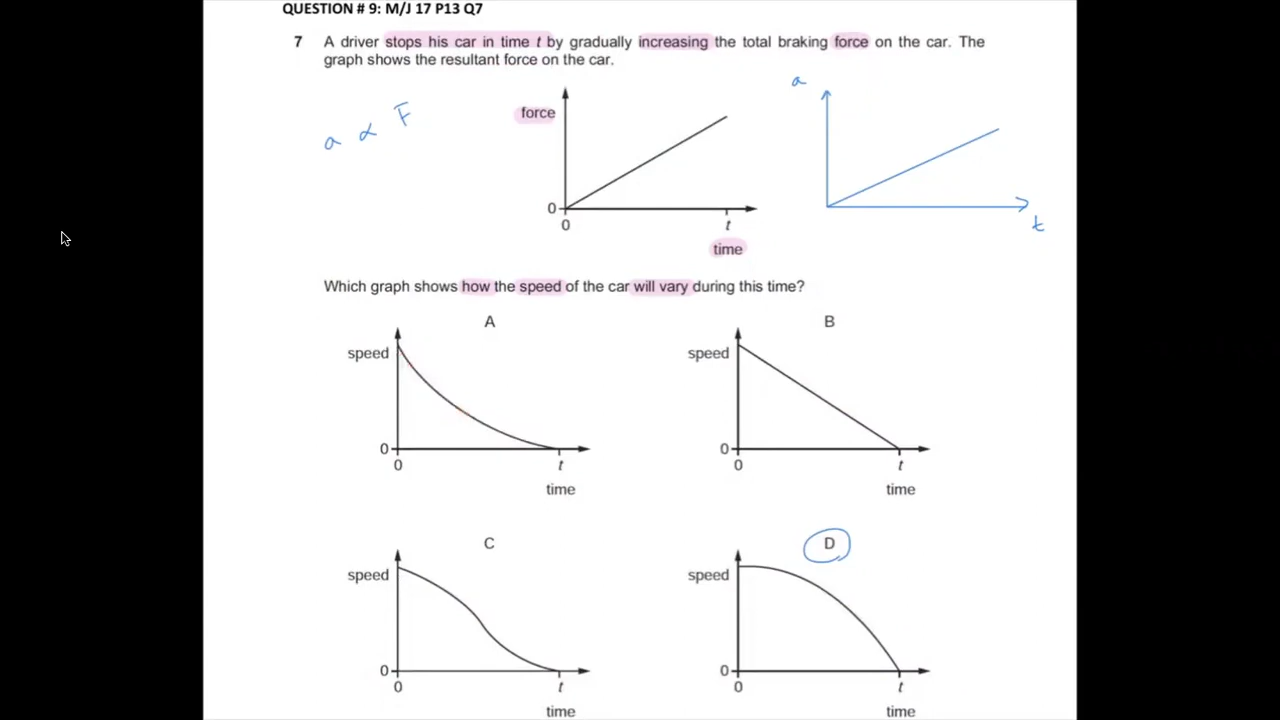 QUESTION # 9: M/J 17 P13 Q7
7 A driver stops his car in time t by gradually increasing the total braking force on the car. The
graph shows the resultant force on the car.
a ∝ F
force
0
0
t
time
a
t
Which graph shows how the speed of the car will vary during this time?
A
speed
0
0
t
time
B
speed
0
0
t
time
C
speed
0
0
t
time
D
speed
0
0
t
time